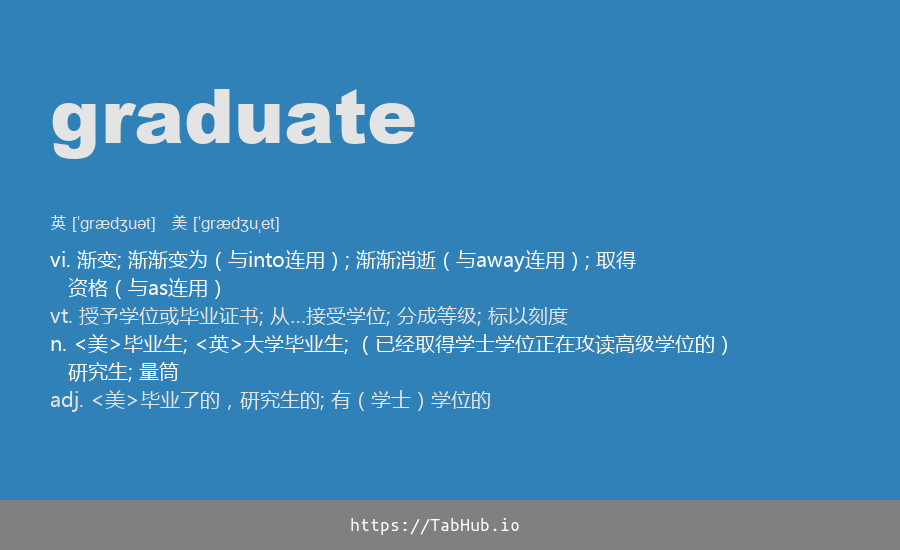 graduate
英 [ˈgrædʒuət] 美 [ˈgrædʒuˌet]
vi. 渐变; 渐渐变为（与into连用）; 渐渐消逝（与away连用）; 取得
资格（与as连用）
vt. 授予学位或毕业证书; 从…接受学位; 分成等级; 标以刻度
n. <美>毕业生; <英>大学毕业生; （已经取得学士学位正在攻读高级学位的）
研究生; 量筒
adj. <美>毕业了的，研究生的; 有（学士）学位的
https://TabHub.io